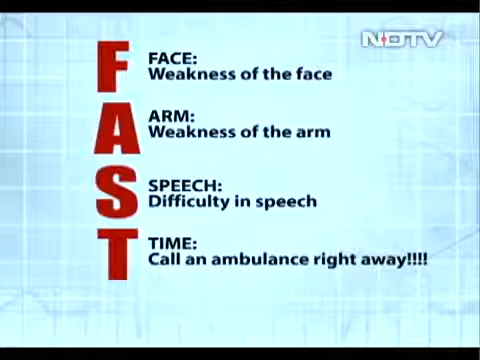 NDTV
F FACE:
Weakness of the face
A ARM:
Weakness of the arm
S SPEECH:
Difficulty in speech
T TIME:
Call an ambulance right away!!!!